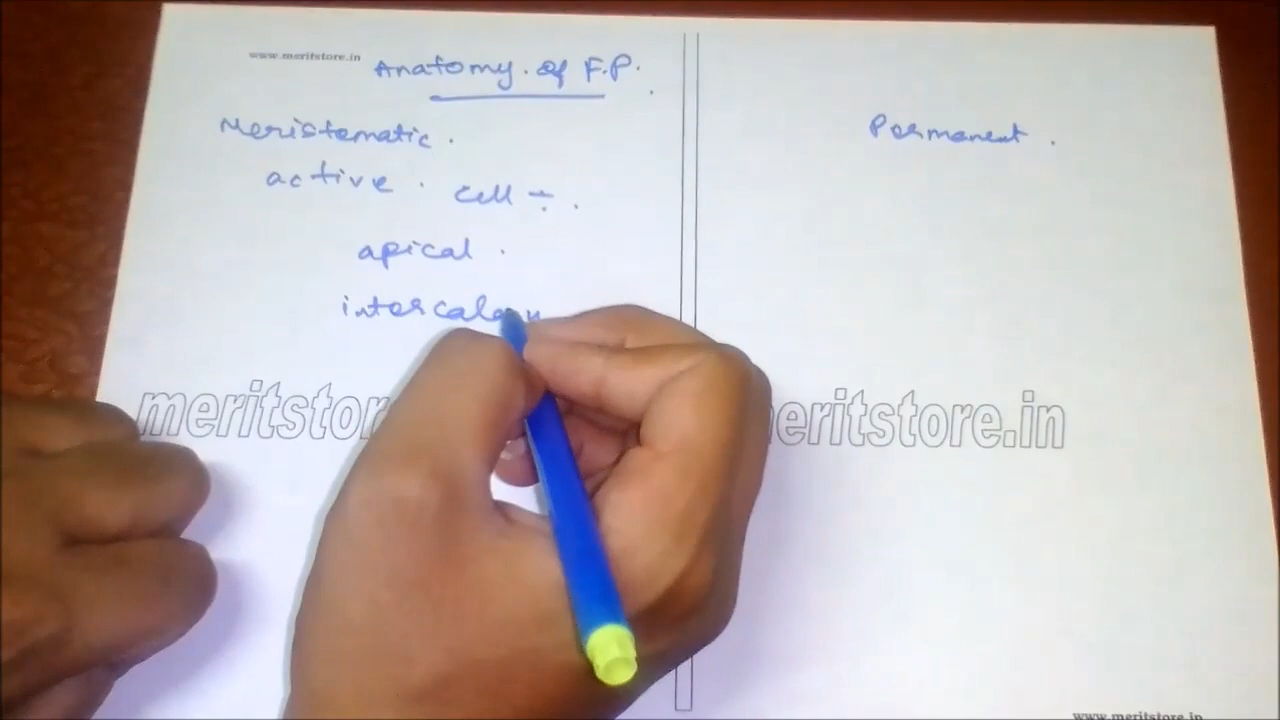 www.meritstore.in
Anatomy of F.P.
Meristematic.
active. cell ÷.
apical.
Permanent.
meritstor
eritstore.in
www.meritstore.in